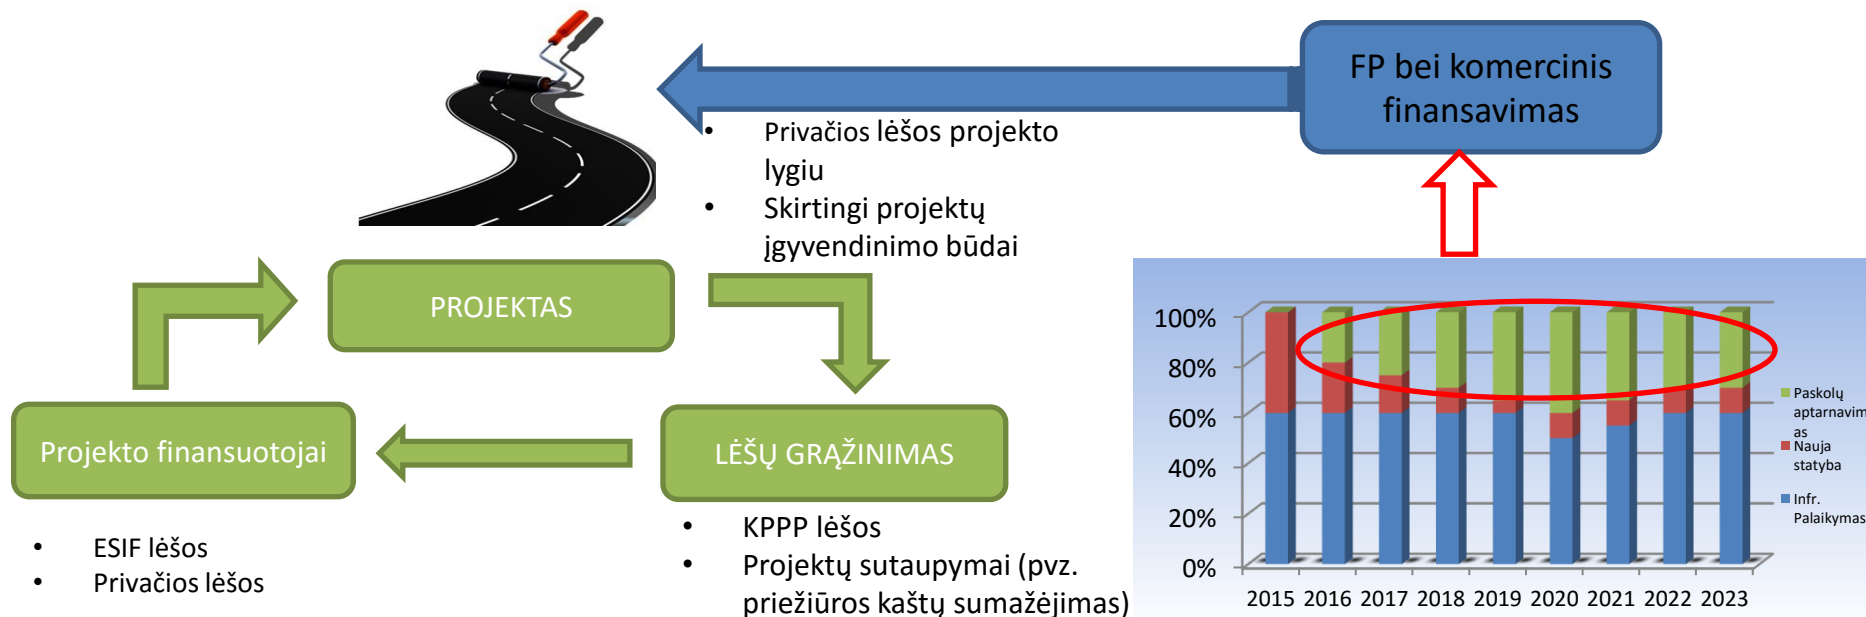 FP bei komercinis
finansavimas
• Privačios lėšos projekto
lygiu
• Skirtingi projektų
įgyvendinimo būdai
PROJEKTAS
Projekto finansuotojai
LĖŠŲ GRĄŽINIMAS
• ESIF lėšos
• Privačios lėšos
• KPPP lėšos
• Projektų sutaupymai (pvz.
priežiūros kaštų sumažėjimas)
100%
80%
60%
40%
20%
0%
2015 2016 2017 2018 2019 2020 2021 2022 2023
Paskolų
aptarnavim
as
Nauja
statyba
Infr.
Palaikymas